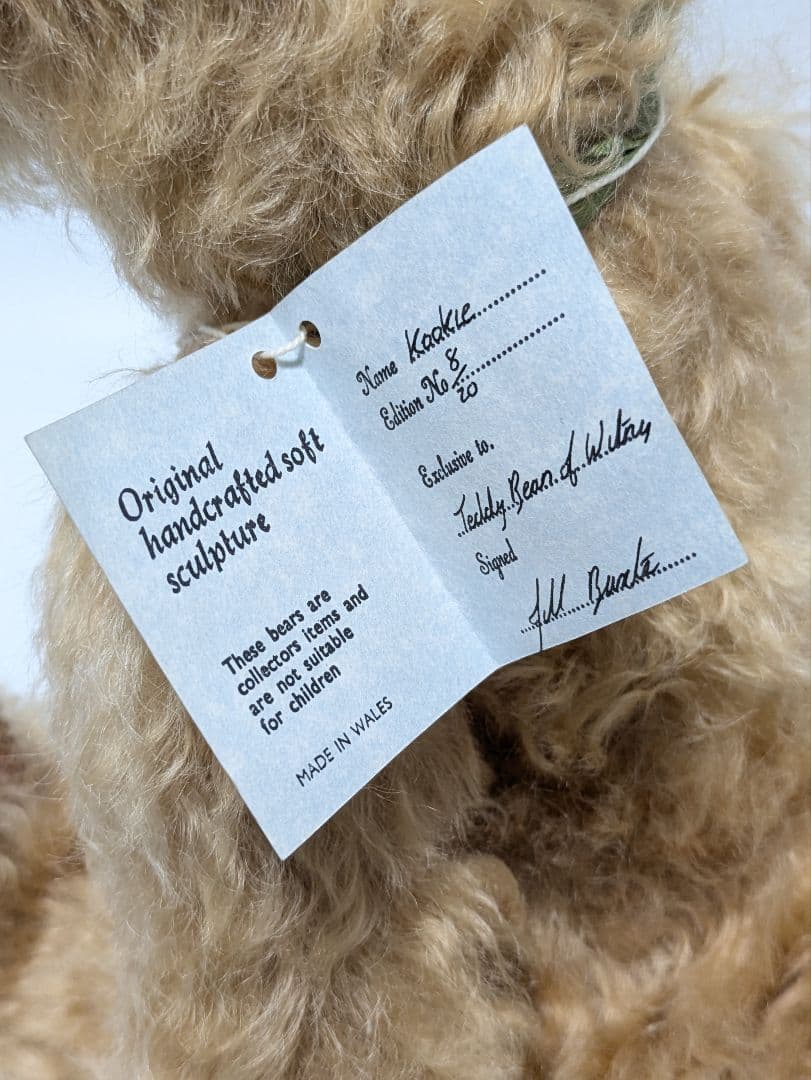 Original
handcrafted soft
sculpture
These bears are
collectors items and
are not suitable
for children
MADE IN WALES
Name Kookie
Edition No 8/20
Exclusive to.
Teddy Bears of Witney
Signed
Jill Buxton